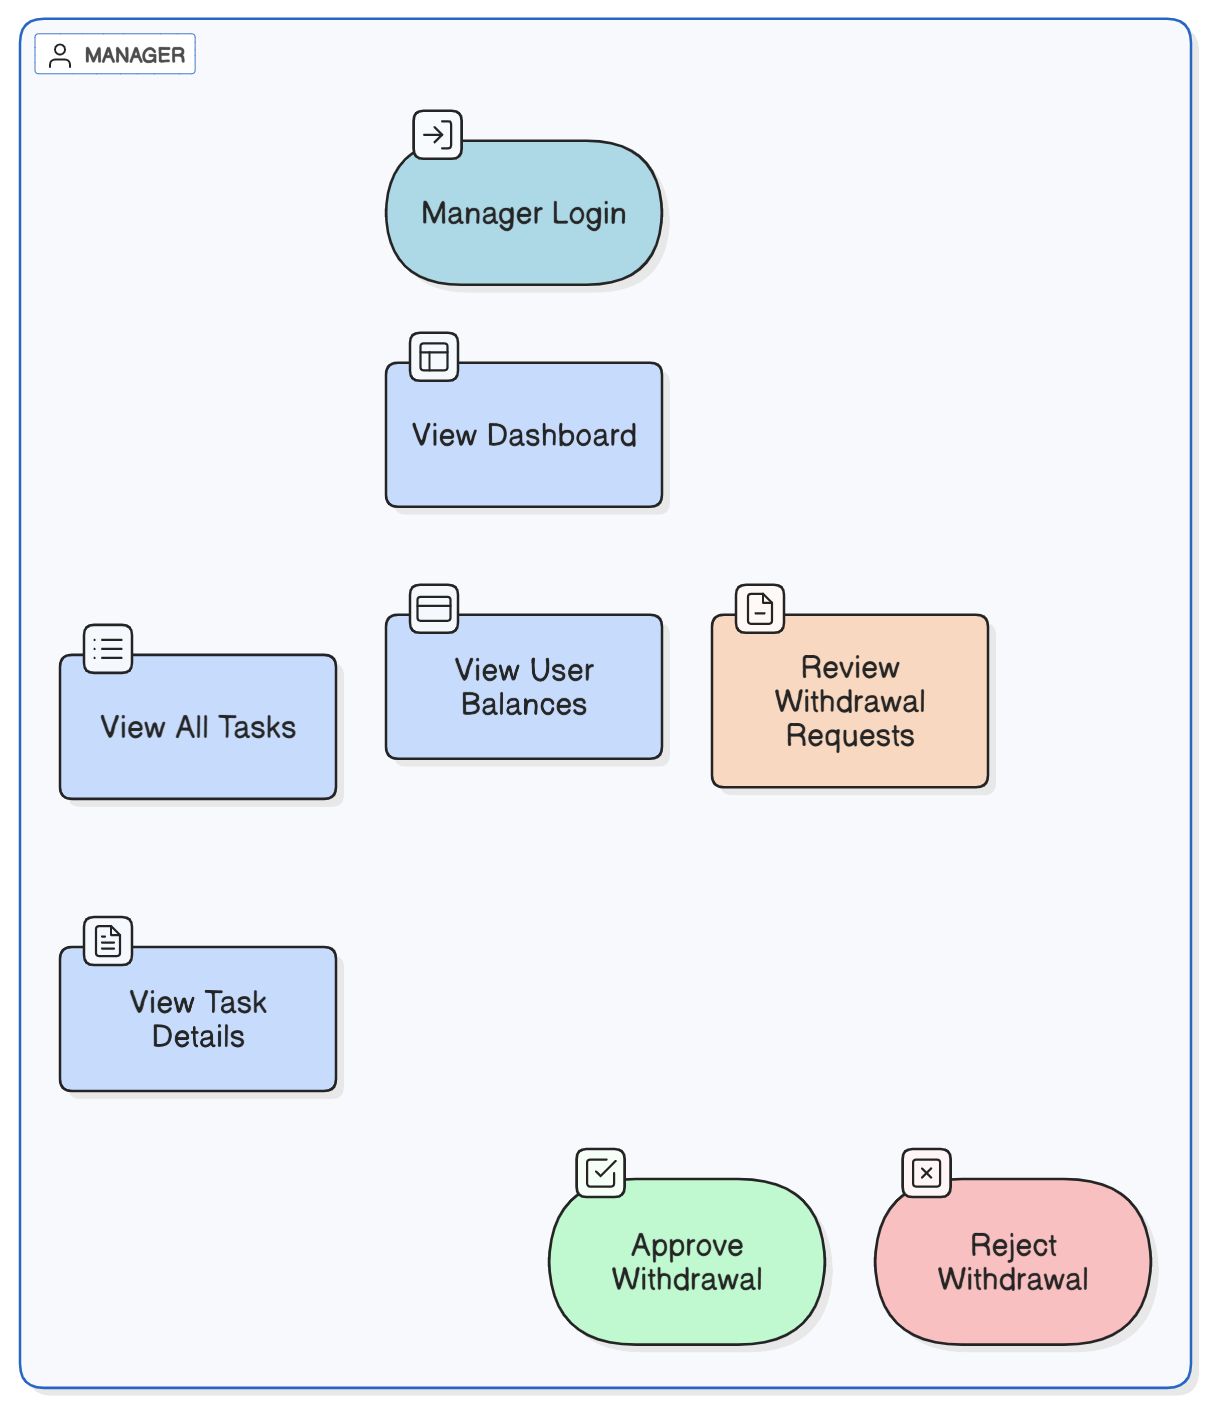 MANAGER
Manager Login
View Dashboard
View User
Balances
Review
Withdrawal
Requests
View All Tasks
View Task
Details
Approve
Withdrawal
Reject
Withdrawal